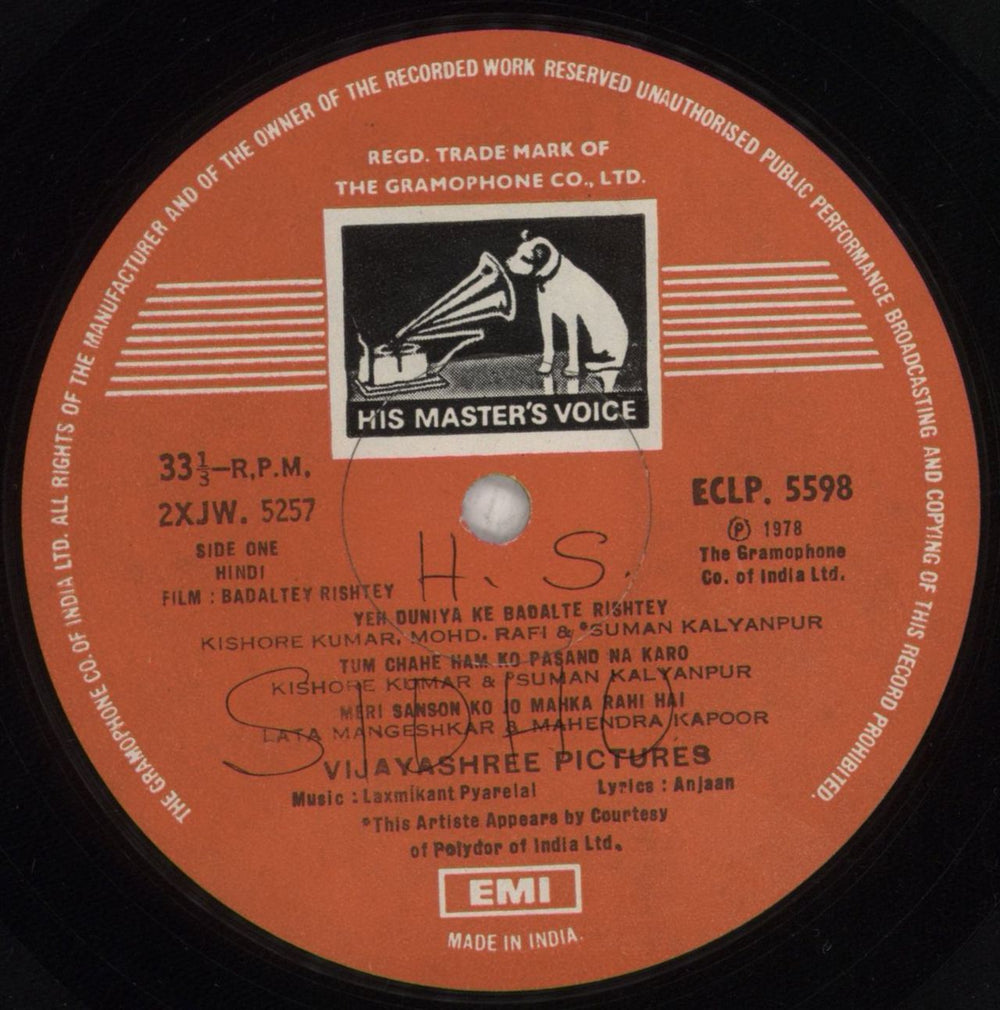 THE GRAMOPHONE CO. OF INDIA LTD. ALL RIGHTS OF THE MANUFACTURER AND OF THE OWNER OF THE RECORDED WORK RESERVED UNAUTHORISED PUBLIC PERFORMANCE BROADCASTING AND COPYING OF THIS RECORD PROHIBITED.
REGD. TRADE MARK OF
THE GRAMOPHONE CO., LTD.
HIS MASTER'S VOICE
33⅓–R.P.M.
2XJW. 5257
SIDE ONE
HINDI
FILM : BADALTEY RISHTEY
ECLP. 5598
℗ 1978
The Gramophone
Co. of India Ltd.
H. S.
YEH DUNIYA KE BADALTE RISHTEY
KISHORE KUMAR, MOHD. RAFI & *SUMAN KALYANPUR
TUM CHAHE HAM KO PASAND NA KARO
KISHORE KUMAR & *SUMAN KALYANPUR
MERI SANSON KO JO MAHKA RAHI HAI
LATA MANGESHKAR & MAHENDRA KAPOOR
SIDHU
VIJAYASHREE PICTURES
Music : Laxmikant Pyarelal Lyrics : Anjaan
*This Artiste Appears by Courtesy
of Polydor of India Ltd.
EMI
MADE IN INDIA.